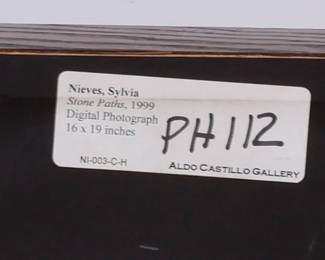 Nieves, Sylvia
Stone Paths, 1999
Digital Photograph
16 x 19 inches
PH112
NI-003-C-H
ALDO CASTILLO GALLERY